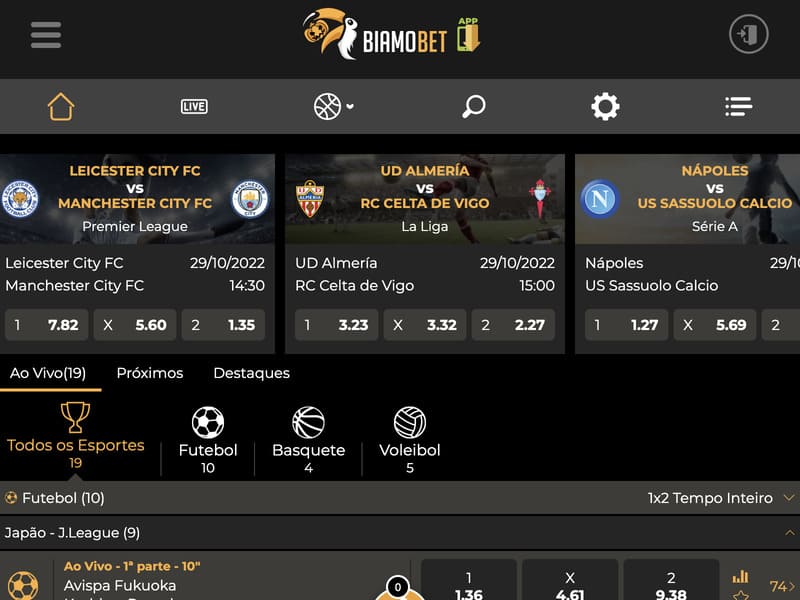 BIAMOBET
APP
LIVE
LEICESTER CITY FC
VS
MANCHESTER CITY FC
Premier League
Leicester City FC 29/10/2022
Manchester City FC 14:30
1 7.82 X 5.60 2 1.35
UD ALMERÍA
VS
RC CELTA DE VIGO
La Liga
UD Almería 29/10/2022
RC Celta de Vigo 15:00
1 3.23 X 3.32 2 2.27
NÁPOLES
VS
US SASSUOLO CALCIO
Série A
Nápoles 29/10
US Sassuolo Calcio
1 1.27 X 5.69 2
Ao Vivo(19) Próximos Destaques
Todos os Esportes
19
Futebol
10
Basquete
4
Voleibol
5
Futebol (10) 1x2 Tempo Inteiro
Japão - J.League (9)
Ao Vivo - 1ª parte - 10"
Avispa Fukuoka
0
1 X 2
1.36 4.61 9.38
74